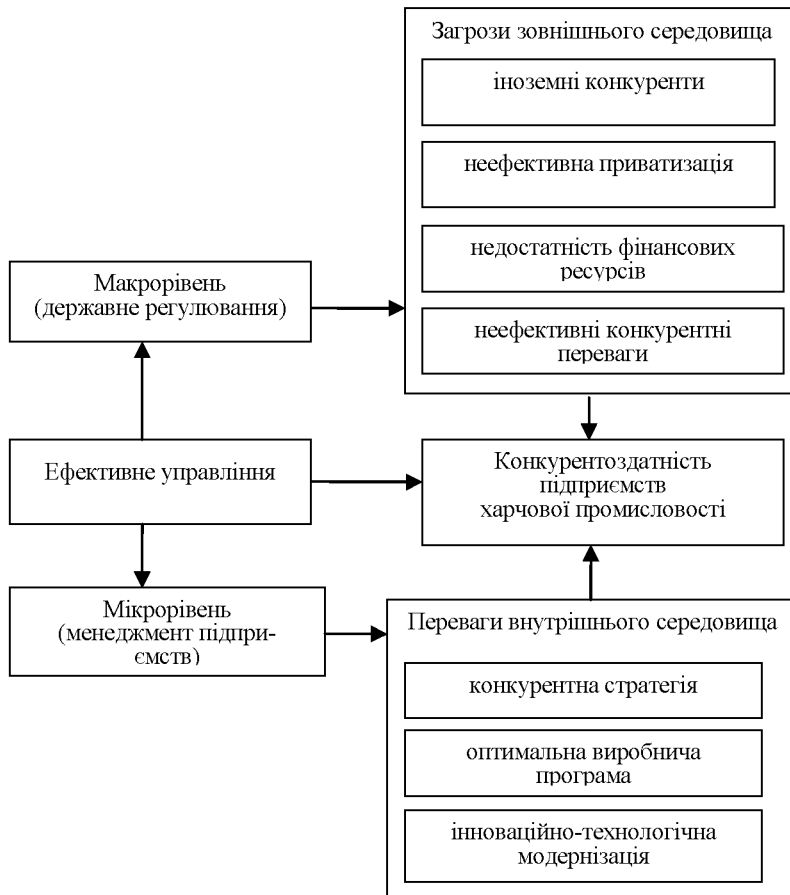 Загрози зовнішнього середовища
іноземні конкуренти
неефективна приватизація
недостатність фінансових
ресурсів
неефективні конкурентні
переваги
Макрорівень
(державне регулювання)
Ефективне управління
Конкурентоздатність
підприємств
харчової промисловості
Мікрорівень
(менеджмент підпри-
ємств)
Переваги внутрішнього середовища
конкурентна стратегія
оптимальна виробнича
програма
інноваційно-технологічна
модернізація